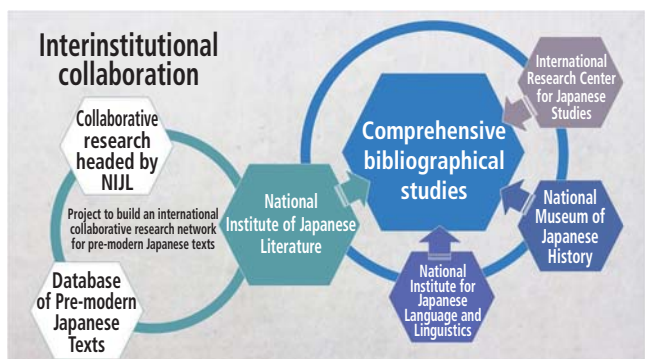 Interinstitutional
collaboration
Collaborative
research
headed by
NIJL
Project to build an international
collaborative research network
for pre-modern Japanese texts
Database
of Pre-modern
Japanese
Texts
National
Institute of Japanese
Literature
Comprehensive
bibliographical
studies
International
Research Center
for Japanese
Studies
National
Museum of
Japanese
History
National
Institute for
Japanese
Language and
Linguistics